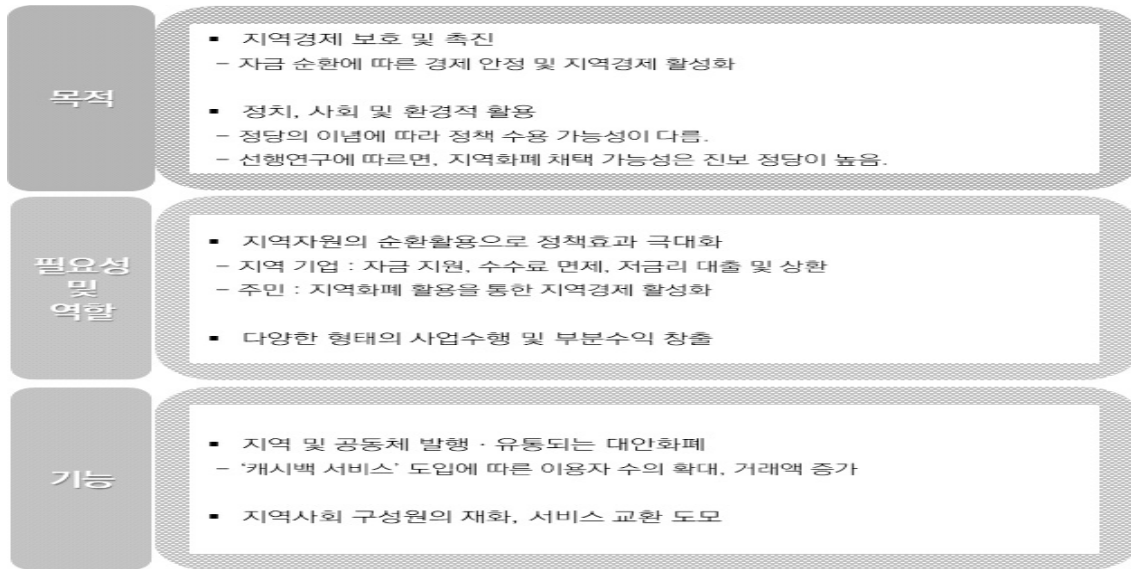 목적
▪ 지역경제 보호 및 촉진
- 자금 순환에 따른 경제 안정 및 지역경제 활성화
▪ 정치, 사회 및 환경적 활용
- 정당의 이념에 따라 정책 수용 가능성이 다름.
- 선행연구에 따르면, 지역화폐 채택 가능성은 진보 정당이 높음.
필요성
및
역할
▪ 지역자원의 순환활용으로 정책효과 극대화
- 지역 기업 : 자금 지원, 수수료 면제, 저금리 대출 및 상환
- 주민 : 지역화폐 활용을 통한 지역경제 활성화
▪ 다양한 형태의 사업수행 및 부분수익 창출
기능
▪ 지역 및 공동체 발행 · 유통되는 대안화폐
- ‘캐시백 서비스’ 도입에 따른 이용자 수의 확대, 거래액 증가
▪ 지역사회 구성원의 재화, 서비스 교환 도모